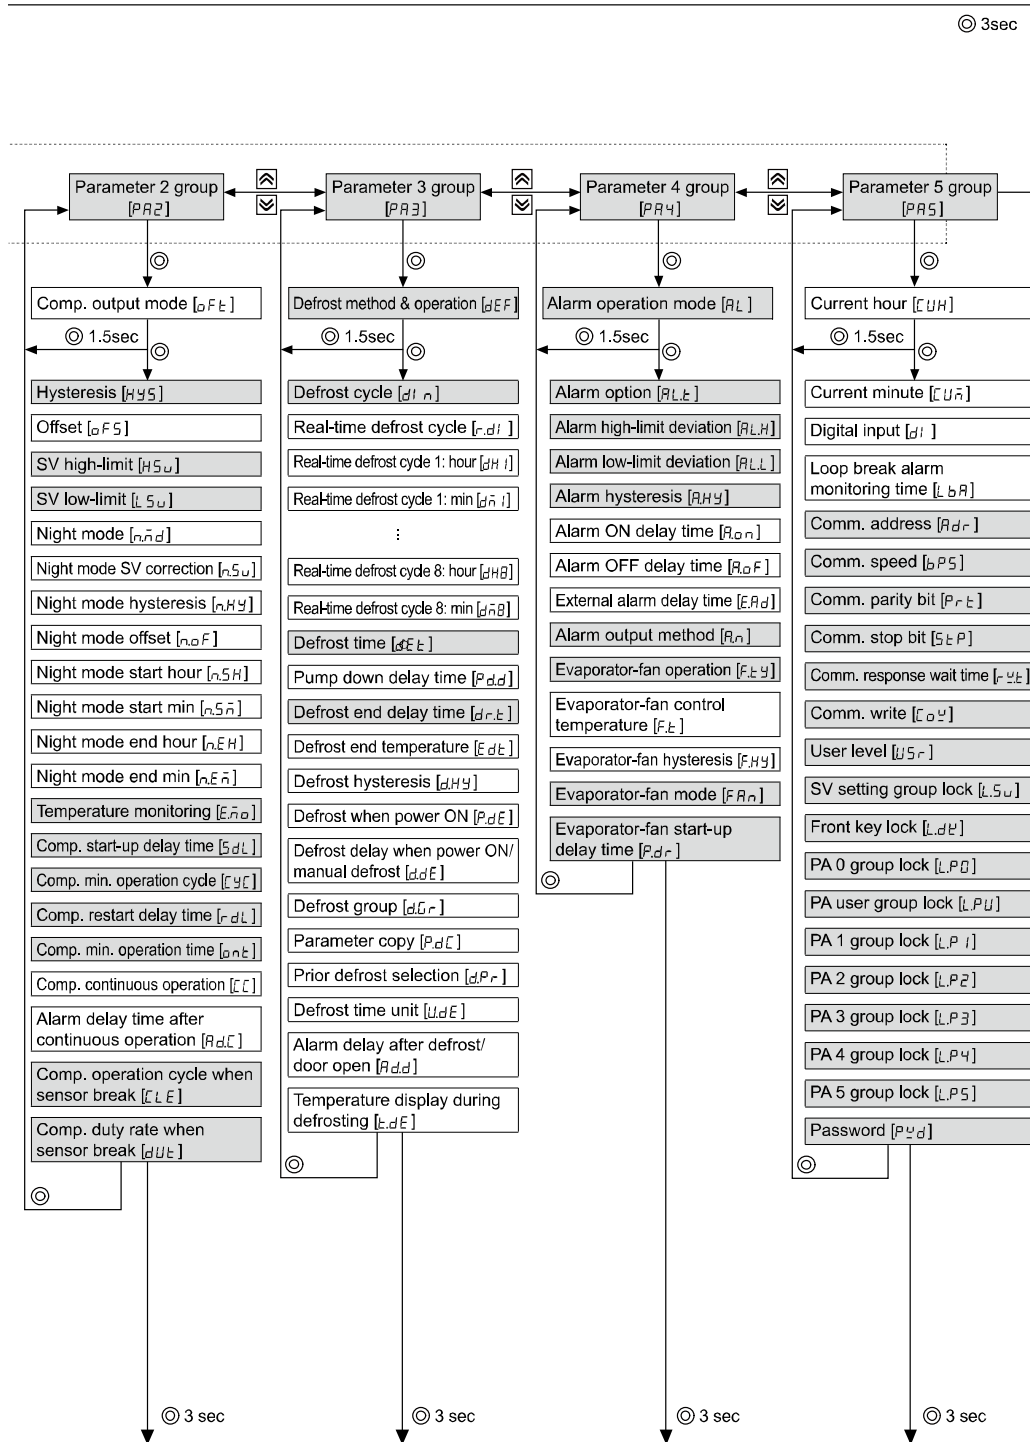 ◎ 3sec
Parameter 2 group
[PA2]
Parameter 3 group
[PA3]
Parameter 4 group
[PA4]
Parameter 5 group
[PA5]
Comp. output mode [oFt]
◎ 1.5sec
Hysteresis [HYS]
Offset [oFS]
SV high-limit [HSu]
SV low-limit [LSu]
Night mode [n.md]
Night mode SV correction [n.Su]
Night mode hysteresis [n.HY]
Night mode offset [n.oF]
Night mode start hour [n.SH]
Night mode start min [n.Sm]
Night mode end hour [n.EH]
Night mode end min [n.Em]
Temperature monitoring [E.mo]
Comp. start-up delay time [SdL]
Comp. min. operation cycle [CYC]
Comp. restart delay time [rdL]
Comp. min. operation time [ont]
Comp. continuous operation [CC]
Alarm delay time after
continuous operation [Ad.C]
Comp. operation cycle when
sensor break [CLE]
Comp. duty rate when
sensor break [dUt]
◎
◎ 3 sec
Defrost method & operation [dEF]
◎ 1.5sec
Defrost cycle [dIn]
Real-time defrost cycle [r.dI]
Real-time defrost cycle 1: hour [dH1]
Real-time defrost cycle 1: min [dm1]
⋮
Real-time defrost cycle 8: hour [dH8]
Real-time defrost cycle 8: min [dm8]
Defrost time [dEt]
Pump down delay time [Pd.d]
Defrost end delay time [dr.t]
Defrost end temperature [Edt]
Defrost hysteresis [d.HY]
Defrost when power ON [P.dE]
Defrost delay when power ON/
manual defrost [d.dE]
Defrost group [d.Gr]
Parameter copy [P.dC]
Prior defrost selection [d.Pr]
Defrost time unit [U.dE]
Alarm delay after defrost/
door open [Ad.d]
Temperature display during
defrosting [t.dE]
◎
◎ 3 sec
Alarm operation mode [AL]
◎ 1.5sec
Alarm option [AL.t]
Alarm high-limit deviation [AL.H]
Alarm low-limit deviation [AL.L]
Alarm hysteresis [A.HY]
Alarm ON delay time [A.on]
Alarm OFF delay time [A.oF]
External alarm delay time [E.Ad]
Alarm output method [A.n]
Evaporator-fan operation [F.tY]
Evaporator-fan control
temperature [F.t]
Evaporator-fan hysteresis [F.HY]
Evaporator-fan mode [FAn]
Evaporator-fan start-up
delay time [P.dr]
◎
◎ 3 sec
Current hour [CUH]
◎ 1.5sec
Current minute [CUm]
Digital input [dI]
Loop break alarm
monitoring time [LbA]
Comm. address [Adr]
Comm. speed [bPS]
Comm. parity bit [Prt]
Comm. stop bit [StP]
Comm. response wait time [rW.t]
Comm. write [CoW]
User level [USr]
SV setting group lock [L.Su]
Front key lock [L.dK]
PA 0 group lock [L.P0]
PA user group lock [L.PU]
PA 1 group lock [L.P1]
PA 2 group lock [L.P2]
PA 3 group lock [L.P3]
PA 4 group lock [L.P4]
PA 5 group lock [L.P5]
Password [PWd]
◎
◎ 3 sec